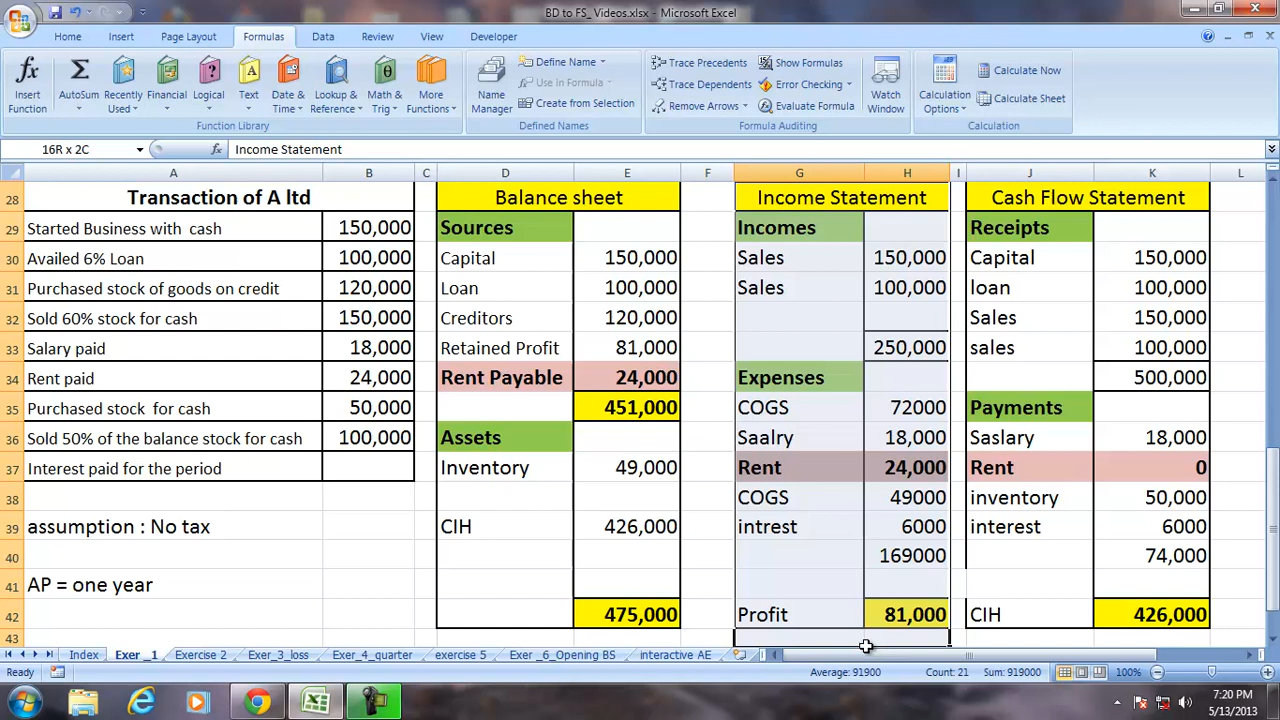 BD to FS_ Videos.xlsx - Microsoft Excel
Home Insert Page Layout Formulas Data Review View Developer
Insert Function
AutoSum
Recently Used
Financial
Logical
Text
Date & Time
Lookup & Reference
Math & Trig
More Functions
Function Library
Name Manager
Define Name
Use in Formula
Create from Selection
Defined Names
Trace Precedents
Trace Dependents
Remove Arrows
Show Formulas
Error Checking
Evaluate Formula
Formula Auditing
Watch Window
Calculation Options
Calculate Now
Calculate Sheet
Calculation
16R x 2C fx Income Statement
A B C D E F G H I J K L
28 Transaction of A ltd Balance sheet Income Statement Cash Flow Statement
29 Started Business with cash 150,000 Sources Incomes Receipts
30 Availed 6% Loan 100,000 Capital 150,000 Sales 150,000 Capital 150,000
31 Purchased stock of goods on credit 120,000 Loan 100,000 Sales 100,000 loan 100,000
32 Sold 60% stock for cash 150,000 Creditors 120,000 Sales 150,000
33 Salary paid 18,000 Retained Profit 81,000 250,000 sales 100,000
34 Rent paid 24,000 Rent Payable 24,000 Expenses 500,000
35 Purchased stock for cash 50,000 451,000 COGS 72000 Payments
36 Sold 50% of the balance stock for cash 100,000 Assets Saalry 18,000 Saslary 18,000
37 Interest paid for the period Inventory 49,000 Rent 24,000 Rent 0
38 COGS 49000 inventory 50,000
39 assumption : No tax CIH 426,000 intrest 6000 interest 6000
40 169000 74,000
41 AP = one year
42 475,000 Profit 81,000 CIH 426,000
43
Index Exer _1 Exercise 2 Exer_3_loss Exer_4_quarter exercise 5 Exer _6_Opening BS interactive AE
Ready Average: 91900 Count: 21 Sum: 919000 100%
7:20 PM
5/13/2013